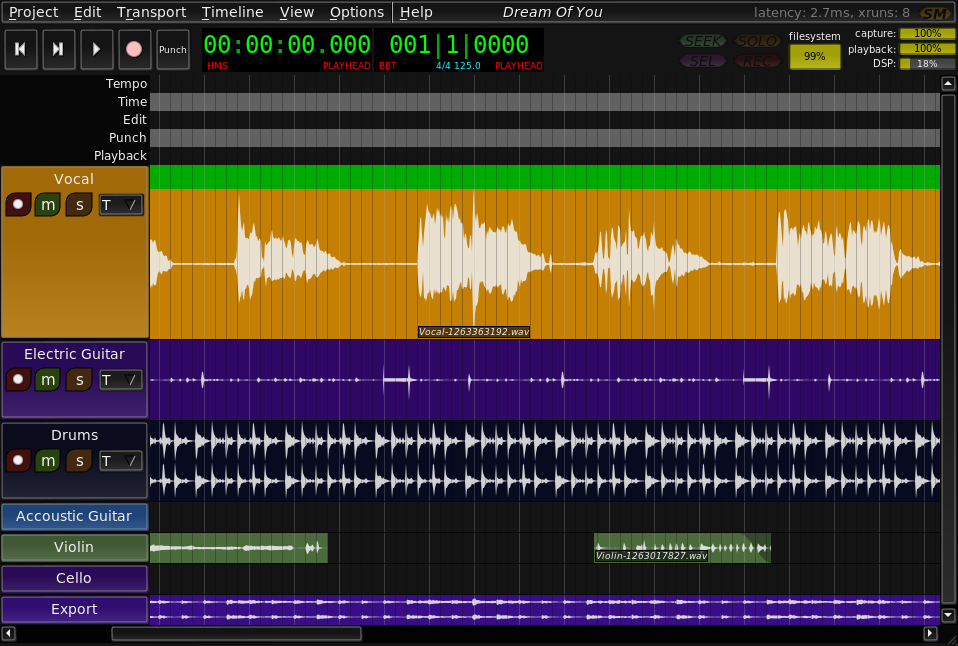 Project Edit Transport Timeline View Options Help Dream Of You latency: 2.7ms, xruns: 8 SM
Punch 00:00:00.000 001|1|0000 SEEK SOLO filesystem capture: 100%
99% playback: 100%
HMS PLAYHEAD BBT 4/4 125.0 PLAYHEAD SEL REC DSP: 18%
Tempo
Time
Edit
Punch
Playback
Vocal
m s T
Vocal-1263363192.wav
Electric Guitar
m s T
Drums
m s T
Accoustic Guitar
Violin
Violin-1263017827.wav
Cello
Export